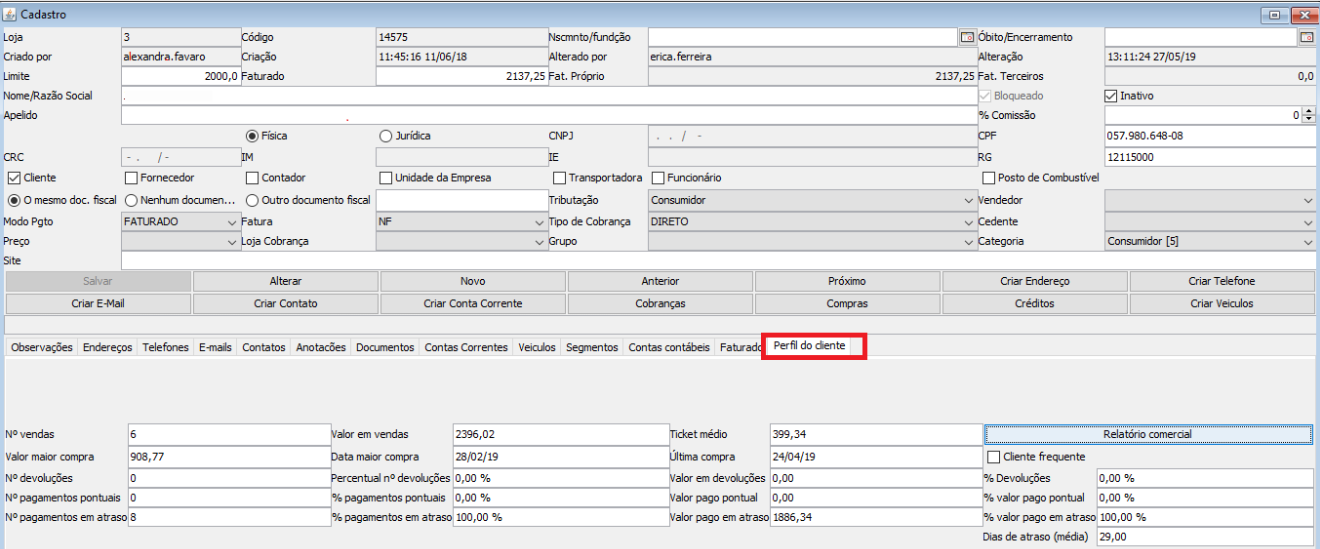 Cadastro
Loja 3 Código 14575 Nscmnto/fundção Óbito/Encerramento
Criado por alexandra.favaro Criação 11:45:16 11/06/18 Alterado por erica.ferreira Alteração 13:11:24 27/05/19
Limite 2000,0 Faturado 2137,25 Fat. Próprio 2137,25 Fat. Terceiros 0,0
Nome/Razão Social . Bloqueado Inativo
Apelido . % Comissão 0
Física Jurídica CNPJ . . / - CPF 057.980.648-08
CRC - . / - IM IE RG 12115000
Cliente Fornecedor Contador Unidade da Empresa Transportadora Funcionário Posto de Combustível
O mesmo doc. fiscal Nenhum documen... Outro documento fiscal Tributação Consumidor Vendedor
Modo Pgto FATURADO Fatura NF Tipo de Cobrança DIRETO Cedente
Preço Loja Cobrança Grupo Categoria Consumidor [5]
Site
Salvar Alterar Novo Anterior Próximo Criar Endereço Criar Telefone
Criar E-Mail Criar Contato Criar Conta Corrente Cobranças Compras Créditos Criar Veiculos
Observações Endereços Telefones E-mails Contatos Anotacões Documentos Contas Correntes Veiculos Segmentos Contas contábeis Faturado Perfil do cliente
Nº vendas 6 Valor em vendas 2396,02 Ticket médio 399,34 Relatório comercial
Valor maior compra 908,77 Data maior compra 28/02/19 Última compra 24/04/19 Cliente frequente
Nº devoluções 0 Percentual nº devoluções 0,00 % Valor em devoluções 0,00 % Devoluções 0,00 %
Nº pagamentos pontuais 0 % pagamentos pontuais 0,00 % Valor pago pontual 0,00 % valor pago pontual 0,00 %
Nº pagamentos em atraso 8 % pagamentos em atraso 100,00 % Valor pago em atraso 1886,34 % valor pago em atraso 100,00 %
Dias de atraso (média) 29,00